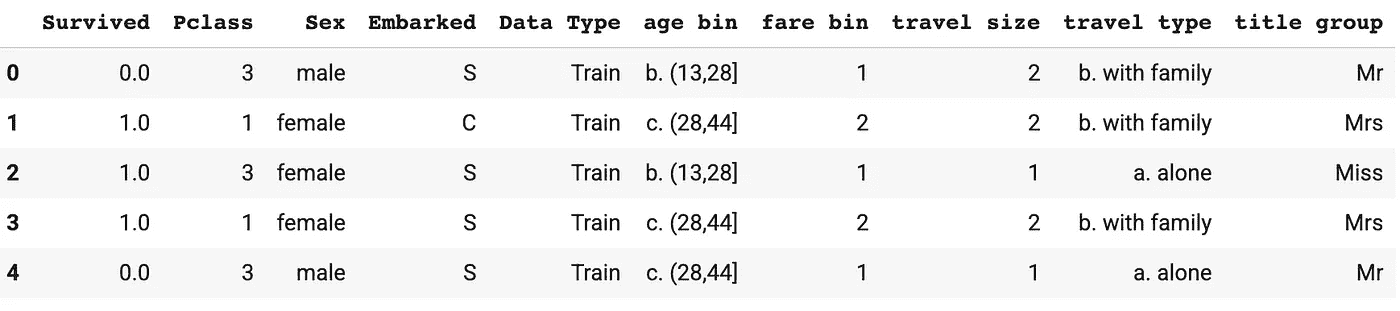 Survived Pclass Sex Embarked Data Type age bin fare bin travel size travel type title group
0 0.0 3 male S Train b. (13,28] 1 2 b. with family Mr
1 1.0 1 female C Train c. (28,44] 2 2 b. with family Mrs
2 1.0 3 female S Train b. (13,28] 1 1 a. alone Miss
3 1.0 1 female S Train c. (28,44] 2 2 b. with family Mrs
4 0.0 3 male S Train c. (28,44] 1 1 a. alone Mr